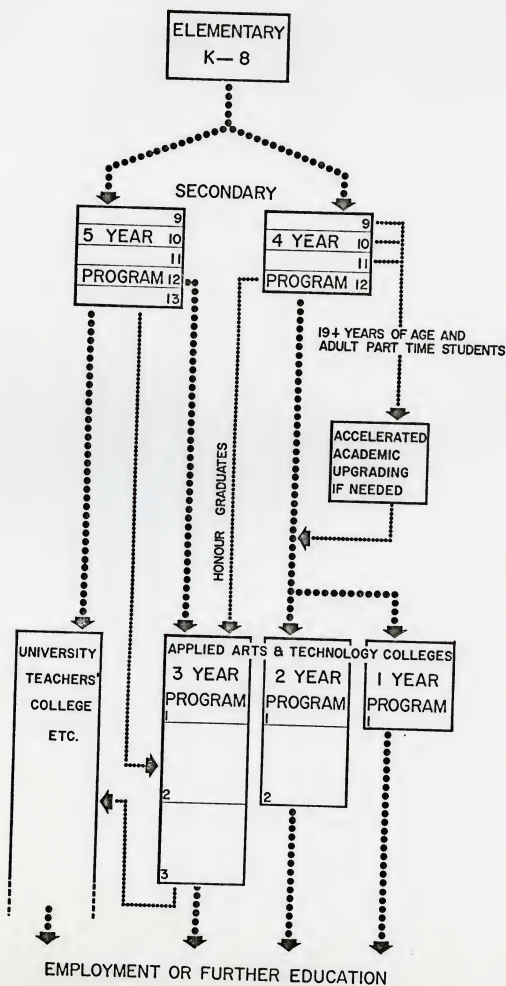 ELEMENTARY
K—8
SECONDARY
9
5 YEAR 10
11
PROGRAM 12
13
9
4 YEAR 10
11
PROGRAM 12
19+ YEARS OF AGE AND
ADULT PART TIME STUDENTS
ACCELERATED
ACADEMIC
UPGRADING
IF NEEDED
HONOUR GRADUATES
UNIVERSITY
TEACHERS'
COLLEGE
ETC.
APPLIED ARTS & TECHNOLOGY COLLEGES
3 YEAR
PROGRAM
1
2
3
2 YEAR
PROGRAM
1
2
1 YEAR
PROGRAM
1
EMPLOYMENT OR FURTHER EDUCATION